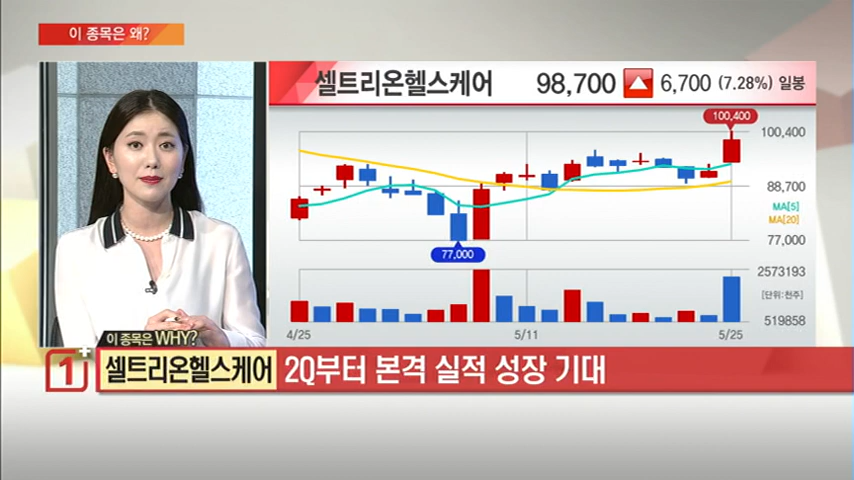 이 종목은 왜?
셀트리온헬스케어 98,700 6,700 (7.28%) 일봉
100,400
100,400
88,700
MA[5]
MA[20]
77,000
77,000
2573193
[단위:천주]
519858
4/25 5/11 5/25
이 종목은 WHY?
1+ 셀트리온헬스케어 2Q부터 본격 실적 성장 기대